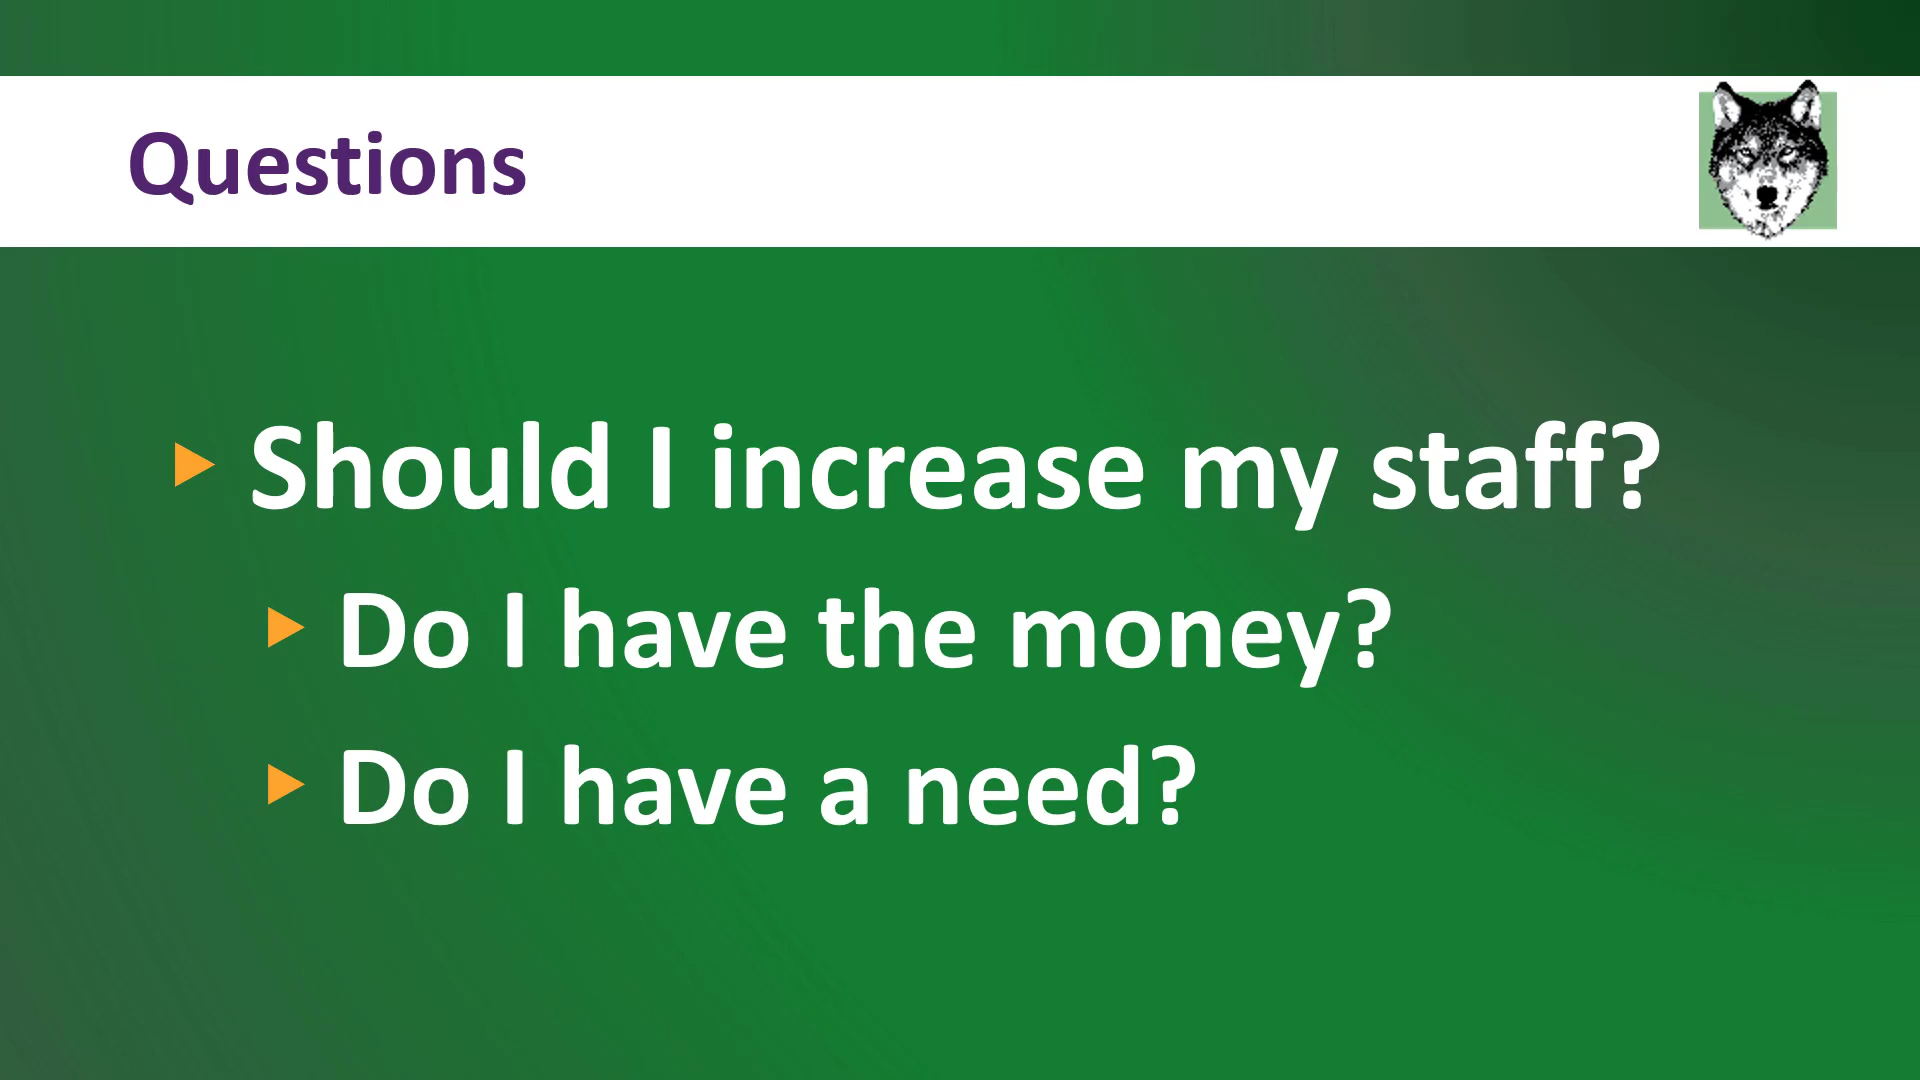 Questions
Should I increase my staff?
Do I have the money?
Do I have a need?